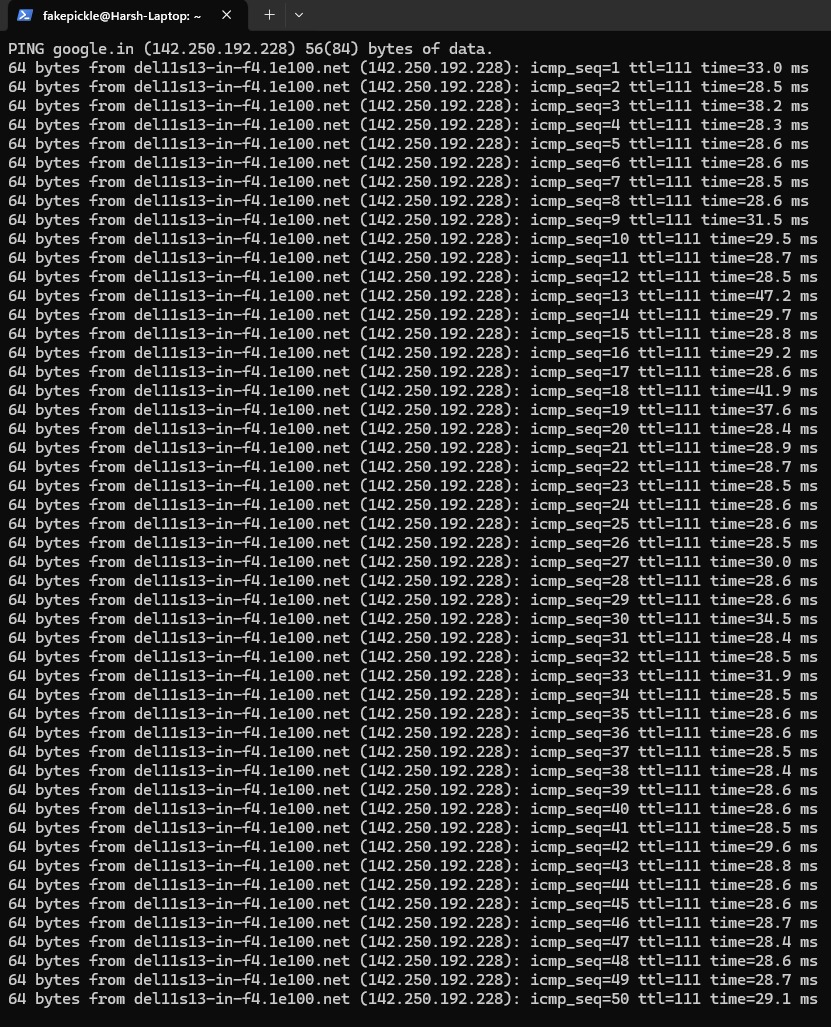 fakepickle@Harsh-Laptop: ~
PING google.in (142.250.192.228) 56(84) bytes of data.
64 bytes from del11s13-in-f4.1e100.net (142.250.192.228): icmp_seq=1 ttl=111 time=33.0 ms
64 bytes from del11s13-in-f4.1e100.net (142.250.192.228): icmp_seq=2 ttl=111 time=28.5 ms
64 bytes from del11s13-in-f4.1e100.net (142.250.192.228): icmp_seq=3 ttl=111 time=38.2 ms
64 bytes from del11s13-in-f4.1e100.net (142.250.192.228): icmp_seq=4 ttl=111 time=28.3 ms
64 bytes from del11s13-in-f4.1e100.net (142.250.192.228): icmp_seq=5 ttl=111 time=28.6 ms
64 bytes from del11s13-in-f4.1e100.net (142.250.192.228): icmp_seq=6 ttl=111 time=28.6 ms
64 bytes from del11s13-in-f4.1e100.net (142.250.192.228): icmp_seq=7 ttl=111 time=28.5 ms
64 bytes from del11s13-in-f4.1e100.net (142.250.192.228): icmp_seq=8 ttl=111 time=28.6 ms
64 bytes from del11s13-in-f4.1e100.net (142.250.192.228): icmp_seq=9 ttl=111 time=31.5 ms
64 bytes from del11s13-in-f4.1e100.net (142.250.192.228): icmp_seq=10 ttl=111 time=29.5 ms
64 bytes from del11s13-in-f4.1e100.net (142.250.192.228): icmp_seq=11 ttl=111 time=28.7 ms
64 bytes from del11s13-in-f4.1e100.net (142.250.192.228): icmp_seq=12 ttl=111 time=28.5 ms
64 bytes from del11s13-in-f4.1e100.net (142.250.192.228): icmp_seq=13 ttl=111 time=47.2 ms
64 bytes from del11s13-in-f4.1e100.net (142.250.192.228): icmp_seq=14 ttl=111 time=29.7 ms
64 bytes from del11s13-in-f4.1e100.net (142.250.192.228): icmp_seq=15 ttl=111 time=28.8 ms
64 bytes from del11s13-in-f4.1e100.net (142.250.192.228): icmp_seq=16 ttl=111 time=29.2 ms
64 bytes from del11s13-in-f4.1e100.net (142.250.192.228): icmp_seq=17 ttl=111 time=28.6 ms
64 bytes from del11s13-in-f4.1e100.net (142.250.192.228): icmp_seq=18 ttl=111 time=41.9 ms
64 bytes from del11s13-in-f4.1e100.net (142.250.192.228): icmp_seq=19 ttl=111 time=37.6 ms
64 bytes from del11s13-in-f4.1e100.net (142.250.192.228): icmp_seq=20 ttl=111 time=28.4 ms
64 bytes from del11s13-in-f4.1e100.net (142.250.192.228): icmp_seq=21 ttl=111 time=28.9 ms
64 bytes from del11s13-in-f4.1e100.net (142.250.192.228): icmp_seq=22 ttl=111 time=28.7 ms
64 bytes from del11s13-in-f4.1e100.net (142.250.192.228): icmp_seq=23 ttl=111 time=28.5 ms
64 bytes from del11s13-in-f4.1e100.net (142.250.192.228): icmp_seq=24 ttl=111 time=28.6 ms
64 bytes from del11s13-in-f4.1e100.net (142.250.192.228): icmp_seq=25 ttl=111 time=28.6 ms
64 bytes from del11s13-in-f4.1e100.net (142.250.192.228): icmp_seq=26 ttl=111 time=28.5 ms
64 bytes from del11s13-in-f4.1e100.net (142.250.192.228): icmp_seq=27 ttl=111 time=30.0 ms
64 bytes from del11s13-in-f4.1e100.net (142.250.192.228): icmp_seq=28 ttl=111 time=28.6 ms
64 bytes from del11s13-in-f4.1e100.net (142.250.192.228): icmp_seq=29 ttl=111 time=28.6 ms
64 bytes from del11s13-in-f4.1e100.net (142.250.192.228): icmp_seq=30 ttl=111 time=34.5 ms
64 bytes from del11s13-in-f4.1e100.net (142.250.192.228): icmp_seq=31 ttl=111 time=28.4 ms
64 bytes from del11s13-in-f4.1e100.net (142.250.192.228): icmp_seq=32 ttl=111 time=28.5 ms
64 bytes from del11s13-in-f4.1e100.net (142.250.192.228): icmp_seq=33 ttl=111 time=31.9 ms
64 bytes from del11s13-in-f4.1e100.net (142.250.192.228): icmp_seq=34 ttl=111 time=28.5 ms
64 bytes from del11s13-in-f4.1e100.net (142.250.192.228): icmp_seq=35 ttl=111 time=28.6 ms
64 bytes from del11s13-in-f4.1e100.net (142.250.192.228): icmp_seq=36 ttl=111 time=28.6 ms
64 bytes from del11s13-in-f4.1e100.net (142.250.192.228): icmp_seq=37 ttl=111 time=28.5 ms
64 bytes from del11s13-in-f4.1e100.net (142.250.192.228): icmp_seq=38 ttl=111 time=28.4 ms
64 bytes from del11s13-in-f4.1e100.net (142.250.192.228): icmp_seq=39 ttl=111 time=28.6 ms
64 bytes from del11s13-in-f4.1e100.net (142.250.192.228): icmp_seq=40 ttl=111 time=28.6 ms
64 bytes from del11s13-in-f4.1e100.net (142.250.192.228): icmp_seq=41 ttl=111 time=28.5 ms
64 bytes from del11s13-in-f4.1e100.net (142.250.192.228): icmp_seq=42 ttl=111 time=29.6 ms
64 bytes from del11s13-in-f4.1e100.net (142.250.192.228): icmp_seq=43 ttl=111 time=28.8 ms
64 bytes from del11s13-in-f4.1e100.net (142.250.192.228): icmp_seq=44 ttl=111 time=28.6 ms
64 bytes from del11s13-in-f4.1e100.net (142.250.192.228): icmp_seq=45 ttl=111 time=28.6 ms
64 bytes from del11s13-in-f4.1e100.net (142.250.192.228): icmp_seq=46 ttl=111 time=28.7 ms
64 bytes from del11s13-in-f4.1e100.net (142.250.192.228): icmp_seq=47 ttl=111 time=28.4 ms
64 bytes from del11s13-in-f4.1e100.net (142.250.192.228): icmp_seq=48 ttl=111 time=28.6 ms
64 bytes from del11s13-in-f4.1e100.net (142.250.192.228): icmp_seq=49 ttl=111 time=28.7 ms
64 bytes from del11s13-in-f4.1e100.net (142.250.192.228): icmp_seq=50 ttl=111 time=29.1 ms